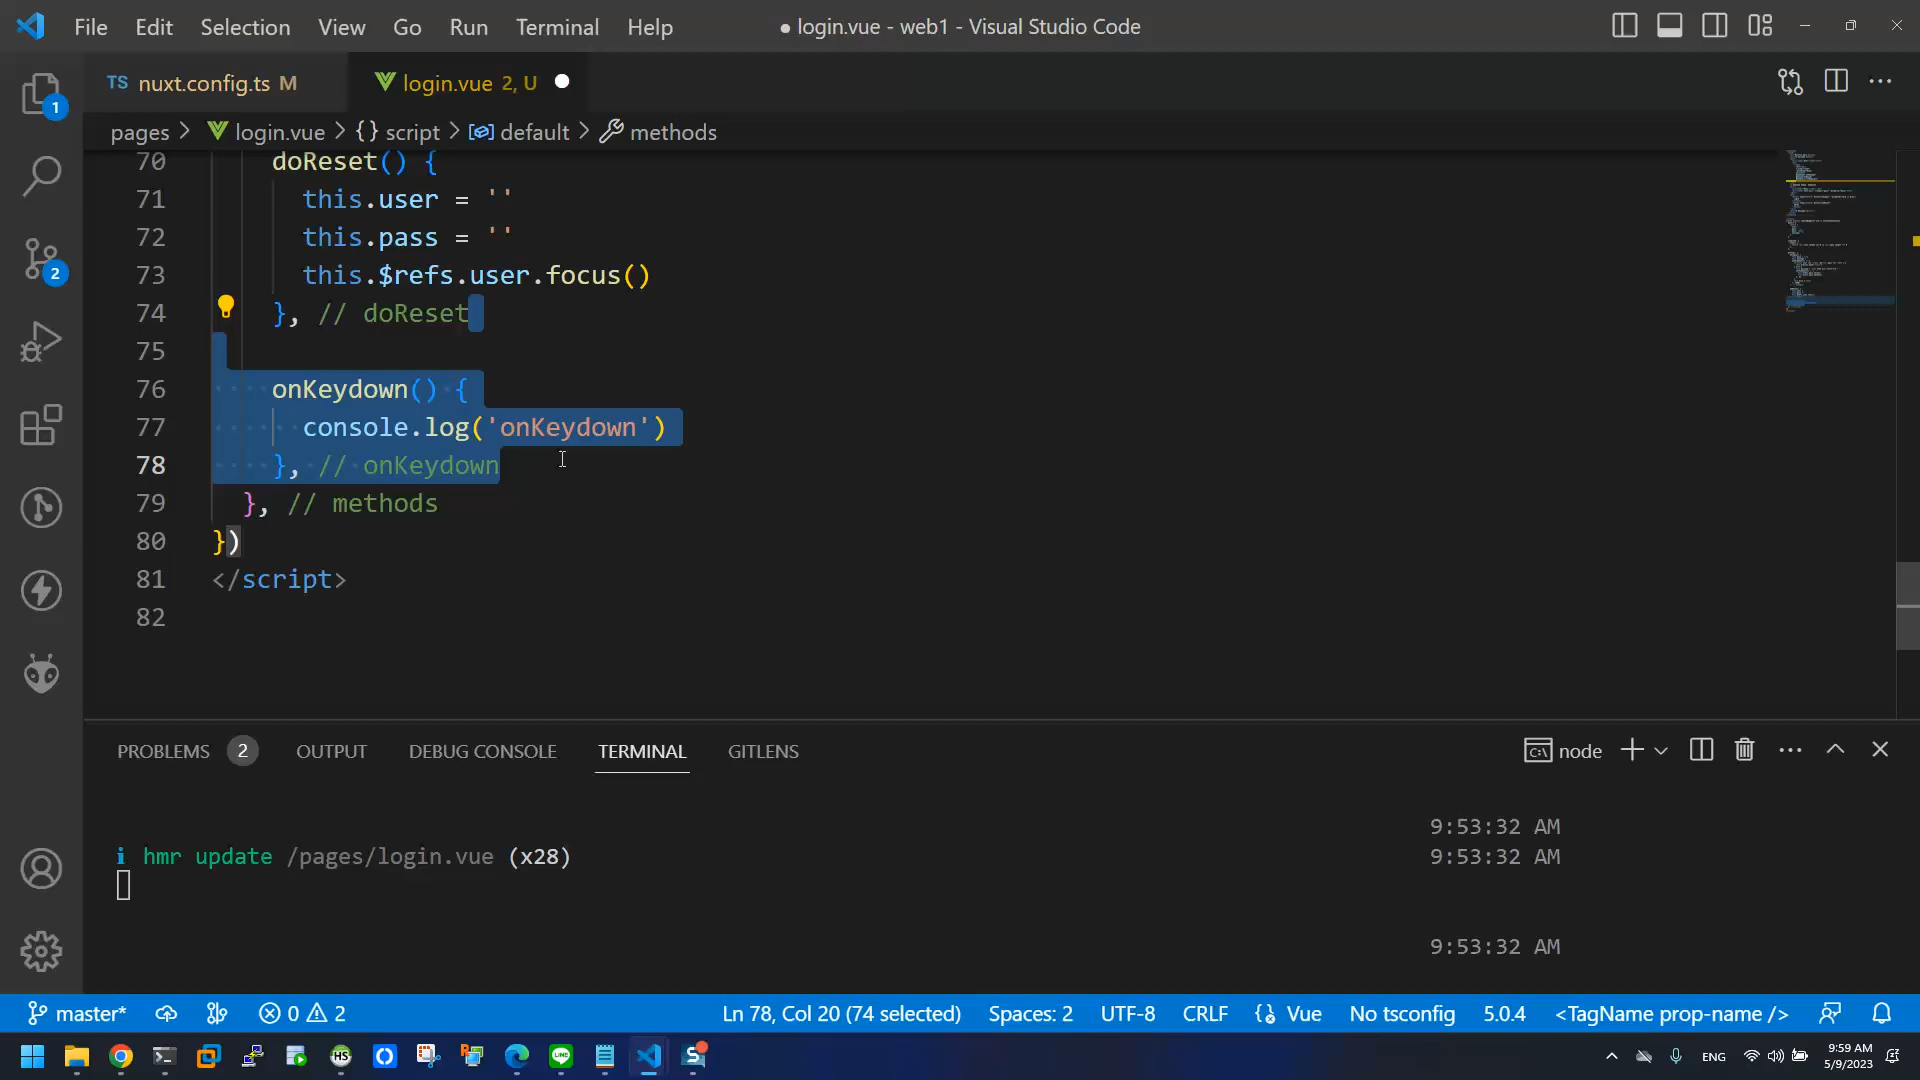 File Edit Selection View Go Run Terminal Help
● login.vue - web1 - Visual Studio Code
TS nuxt.config.ts M
login.vue 2, U
pages > login.vue > {} script > default > methods
70 doReset() {
71 this.user = ''
72 this.pass = ''
73 this.$refs.user.focus()
74 }, // doReset
75
76 onKeydown() {
77 console.log('onKeydown')
78 }, // onKeydown
79 }, // methods
80 })
81 </script>
82
PROBLEMS 2 OUTPUT DEBUG CONSOLE TERMINAL GITLENS
node
9:53:32 AM
i hmr update /pages/login.vue (x28) 9:53:32 AM
9:53:32 AM
master* 0 2 Ln 78, Col 20 (74 selected) Spaces: 2 UTF-8 CRLF {} Vue No tsconfig 5.0.4 <TagName prop-name />
1
2
HS
LINE
S
ENG
9:59 AM
5/9/2023